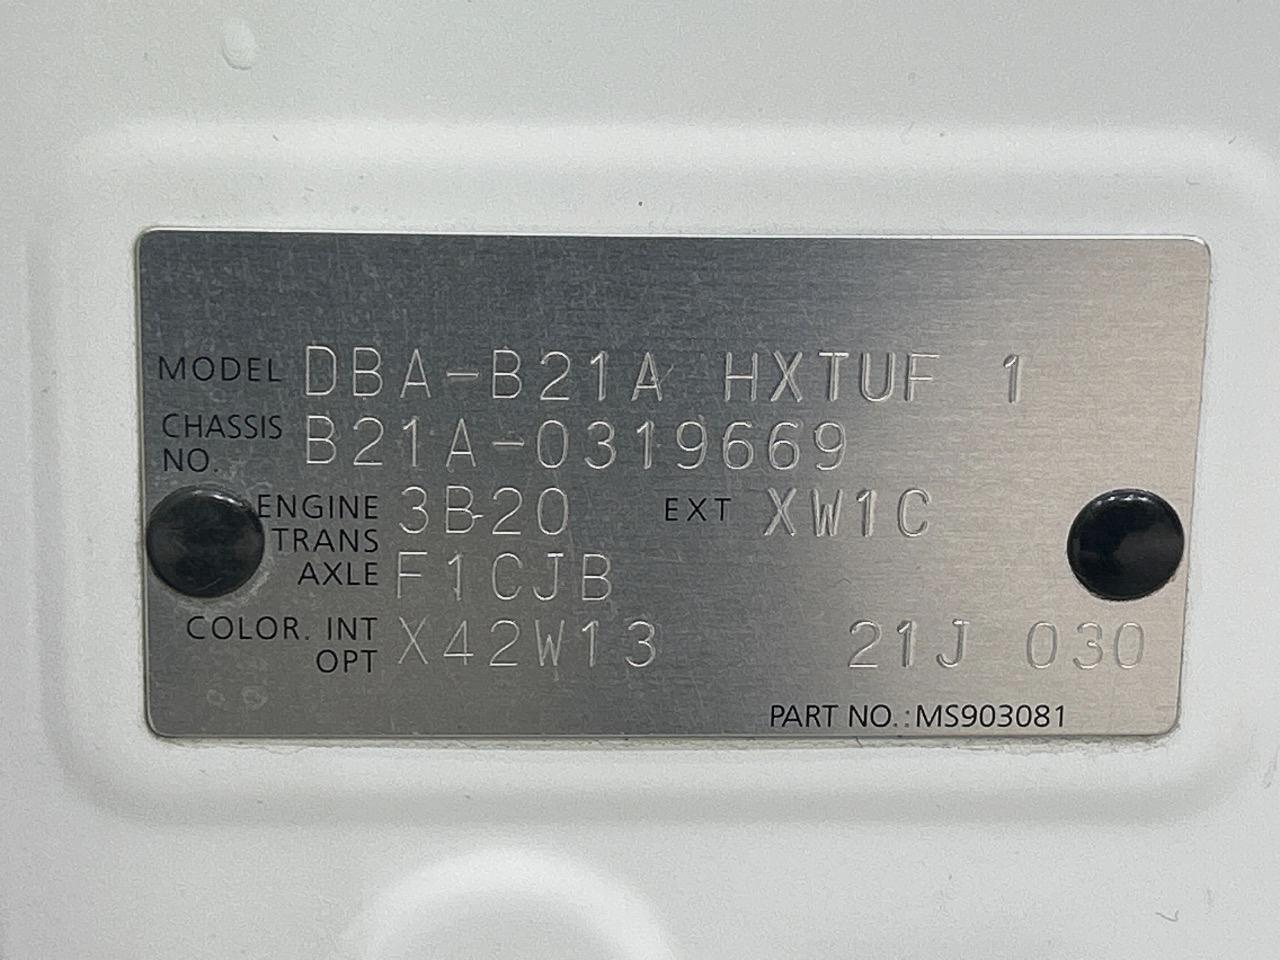 MODEL DBA-B21A HXTUF 1
CHASSIS NO. B21A-0319669
ENGINE 3B20 EXT XW1C
TRANS AXLE F1CJB
COLOR. INT OPT X42W13 21J 030
PART NO.:MS903081